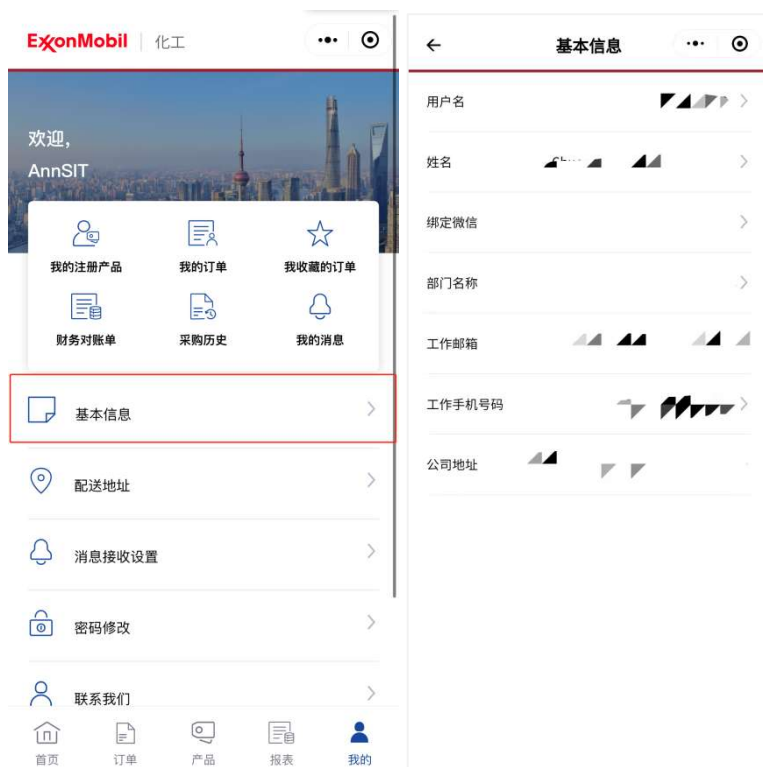 ExxonMobil 化工
欢迎,
AnnSIT
我的注册产品 我的订单 我收藏的订单
财务对账单 采购历史 我的消息
基本信息
配送地址
消息接收设置
密码修改
联系我们
首页 订单 产品 报表 我的
基本信息
用户名
姓名
绑定微信
部门名称
工作邮箱
工作手机号码
公司地址